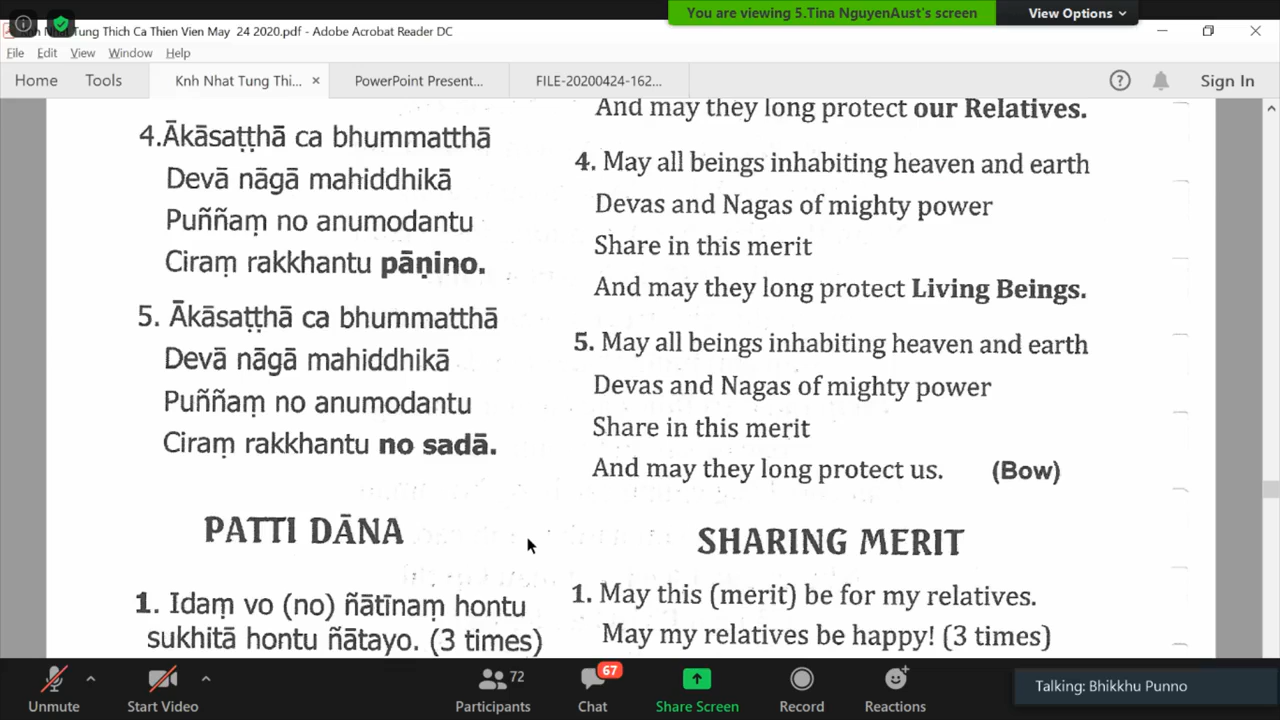 You are viewing 5.Tina NguyenAust's screen
View Options
Tung Thich Ca Thien Vien May 24 2020.pdf - Adobe Acrobat Reader DC
File Edit View Window Help
Home Tools Knh Nhat Tung Thi... × PowerPoint Present... FILE-20200424-162... Sign In
4.Ākāsaṭṭhā ca bhummatthā
Devā nāgā mahiddhikā
Puññaṃ no anumodantu
Ciraṃ rakkhantu pāṇino.
5. Ākāsaṭṭhā ca bhummatthā
Devā nāgā mahiddhikā
Puññaṃ no anumodantu
Ciraṃ rakkhantu no sadā.
PATTI DĀNA
1. Idaṃ vo (no) ñātīnaṃ hontu
sukhitā hontu ñātayo. (3 times)
And may they long protect our Relatives.
4. May all beings inhabiting heaven and earth
Devas and Nagas of mighty power
Share in this merit
And may they long protect Living Beings.
5. May all beings inhabiting heaven and earth
Devas and Nagas of mighty power
Share in this merit
And may they long protect us. (Bow)
SHARING MERIT
1. May this (merit) be for my relatives.
May my relatives be happy! (3 times)
72
67
Unmute Start Video Participants Chat Share Screen Record Reactions
Talking: Bhikkhu Punno